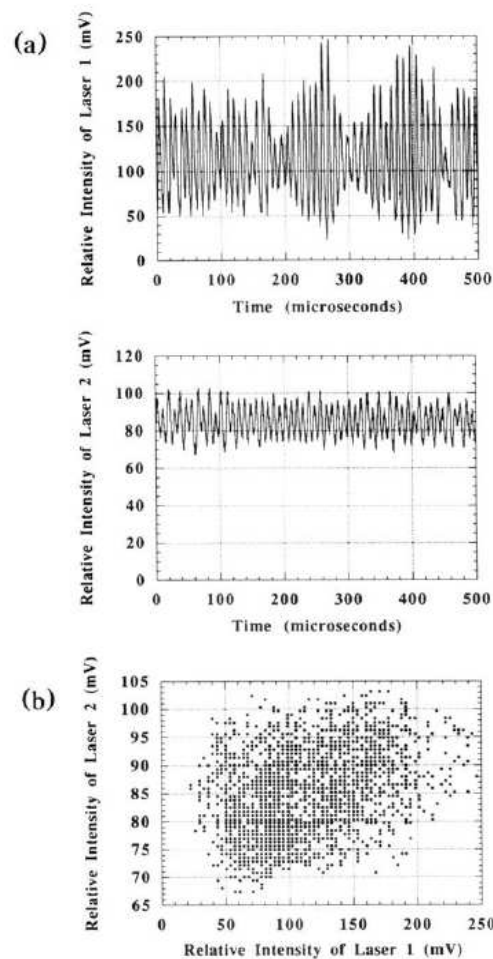 (a)
Relative Intensity of Laser 1 (mV)
250
200
150
100
50
0
0 100 200 300 400 500
Time (microseconds)
Relative Intensity of Laser 2 (mV)
120
100
80
60
40
20
0
0 100 200 300 400 500
Time (microseconds)
(b)
Relative Intensity of Laser 2 (mV)
105
100
95
90
85
80
75
70
65
0 50 100 150 200 250
Relative Intensity of Laser 1 (mV)